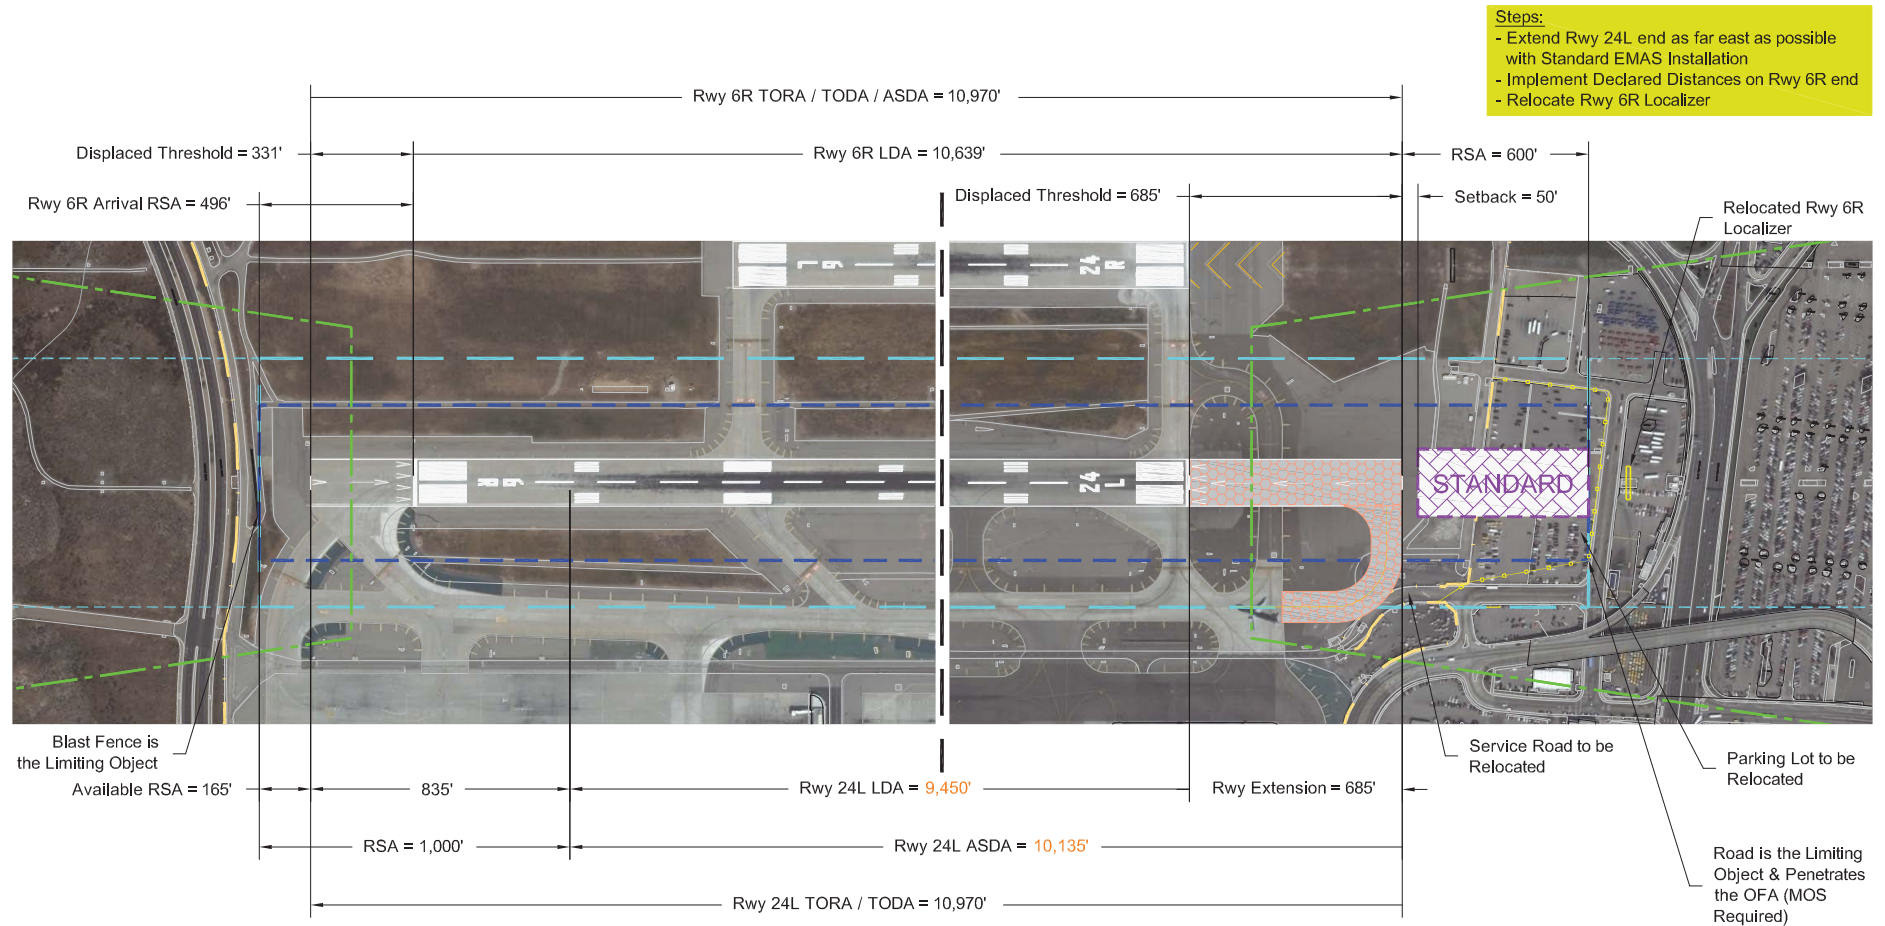 Steps:
- Extend Rwy 24L end as far east as possible
with Standard EMAS Installation
- Implement Declared Distances on Rwy 6R end
- Relocate Rwy 6R Localizer
Rwy 6R TORA / TODA / ASDA = 10,970'
Displaced Threshold = 331'
Rwy 6R LDA = 10,639'
RSA = 600'
Rwy 6R Arrival RSA = 496'
Displaced Threshold = 685'
Setback = 50'
Relocated Rwy 6R
Localizer
6L
24
R
6R
24
L
STANDARD
Blast Fence is
the Limiting Object
Service Road to be
Relocated
Parking Lot to be
Relocated
Available RSA = 165'
835'
Rwy 24L LDA = 9,450'
Rwy Extension = 685'
RSA = 1,000'
Rwy 24L ASDA = 10,135'
Road is the Limiting
Object & Penetrates
the OFA (MOS
Required)
Rwy 24L TORA / TODA = 10,970'